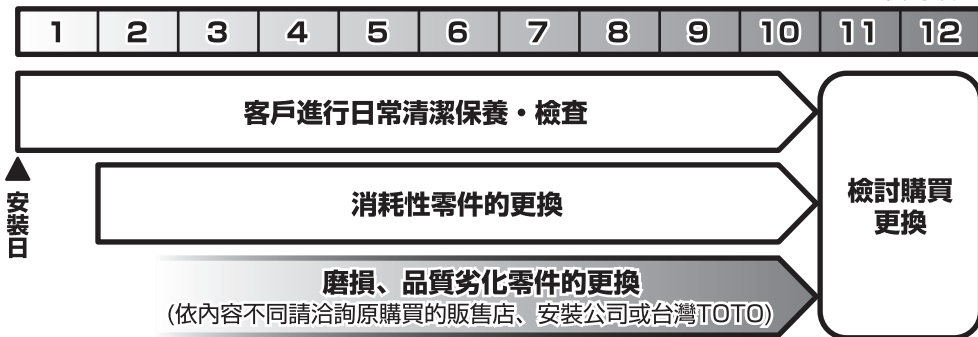 1 2 3 4 5 6 7 8 9 10 11 12
客戶進行日常清潔保養・檢查
安裝日
消耗性零件的更換
檢討購買
更換
磨損、品質劣化零件的更換
(依內容不同請洽詢原購買的販售店、安裝公司或台灣TOTO)